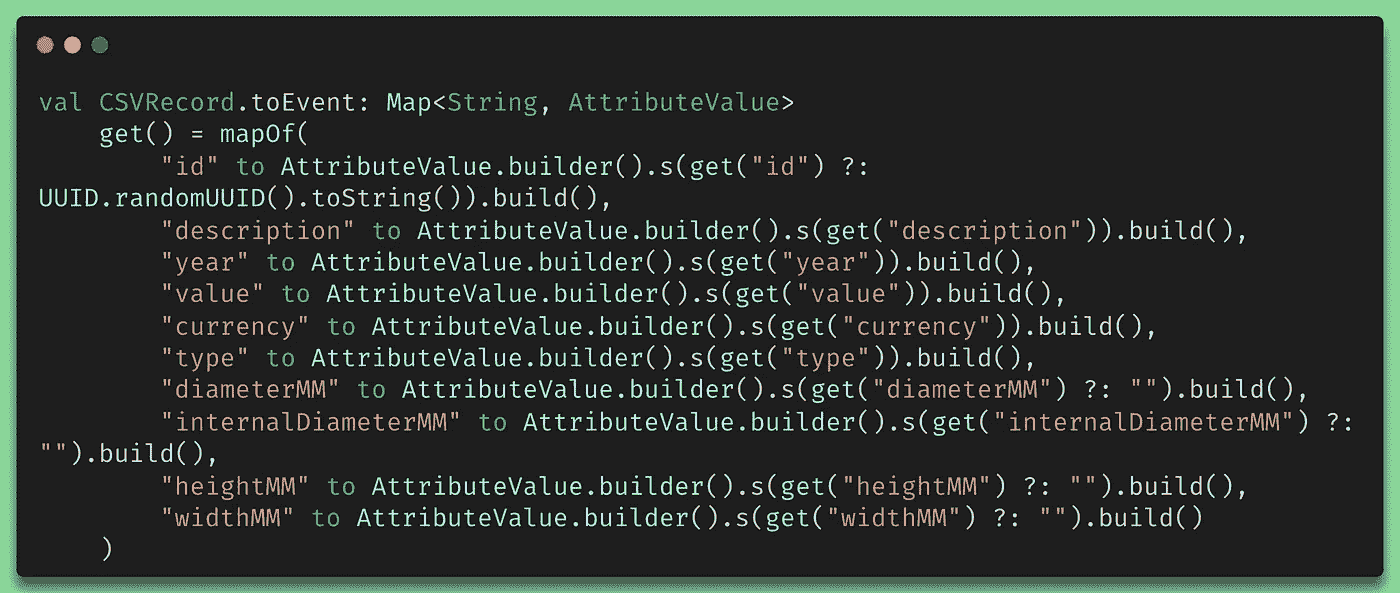 val CSVRecord.toEvent: Map<String, AttributeValue>
    get() = mapOf(
        "id" to AttributeValue.builder().s(get("id") ?:
UUID.randomUUID().toString()).build(),
        "description" to AttributeValue.builder().s(get("description")).build(),
        "year" to AttributeValue.builder().s(get("year")).build(),
        "value" to AttributeValue.builder().s(get("value")).build(),
        "currency" to AttributeValue.builder().s(get("currency")).build(),
        "type" to AttributeValue.builder().s(get("type")).build(),
        "diameterMM" to AttributeValue.builder().s(get("diameterMM") ?: "").build(),
        "internalDiameterMM" to AttributeValue.builder().s(get("internalDiameterMM") ?:
"").build(),
        "heightMM" to AttributeValue.builder().s(get("heightMM") ?: "").build(),
        "widthMM" to AttributeValue.builder().s(get("widthMM") ?: "").build()
    )